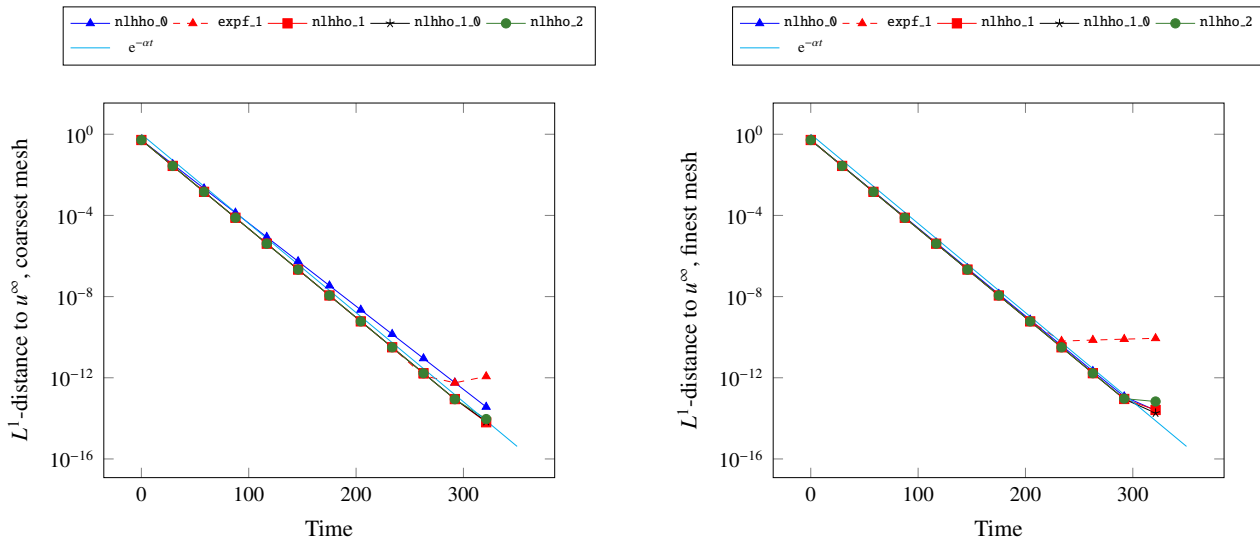 nlhho_0 expf_1 nlhho_1 nlhho_1_0 nlhho_2
e^{−αt}
10^0
10^{−4}
10^{−8}
10^{−12}
10^{−16}
L^1-distance to u^∞, coarsest mesh
0 100 200 300
Time
nlhho_0 expf_1 nlhho_1 nlhho_1_0 nlhho_2
e^{−αt}
10^0
10^{−4}
10^{−8}
10^{−12}
10^{−16}
L^1-distance to u^∞, finest mesh
0 100 200 300
Time